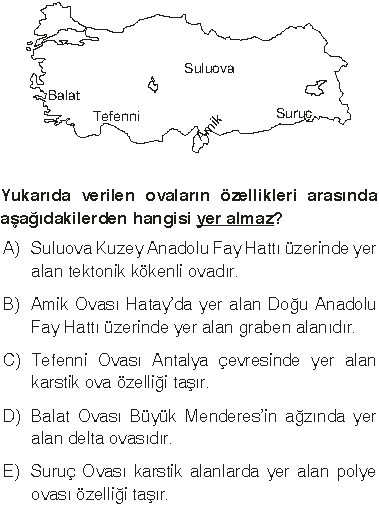 Suluova
Balat
Tefenni
Amik
Suruç
Yukarıda verilen ovaların özellikleri arasında
aşağıdakilerden hangisi yer almaz?
A) Suluova Kuzey Anadolu Fay Hattı üzerinde yer
alan tektonik kökenli ovadır.
B) Amik Ovası Hatay'da yer alan Doğu Anadolu
Fay Hattı üzerinde yer alan graben alanıdır.
C) Tefenni Ovası Antalya çevresinde yer alan
karstik ova özelliği taşır.
D) Balat Ovası Büyük Menderes'in ağzında yer
alan delta ovasıdır.
E) Suruç Ovası karstik alanlarda yer alan polye
ovası özelliği taşır.